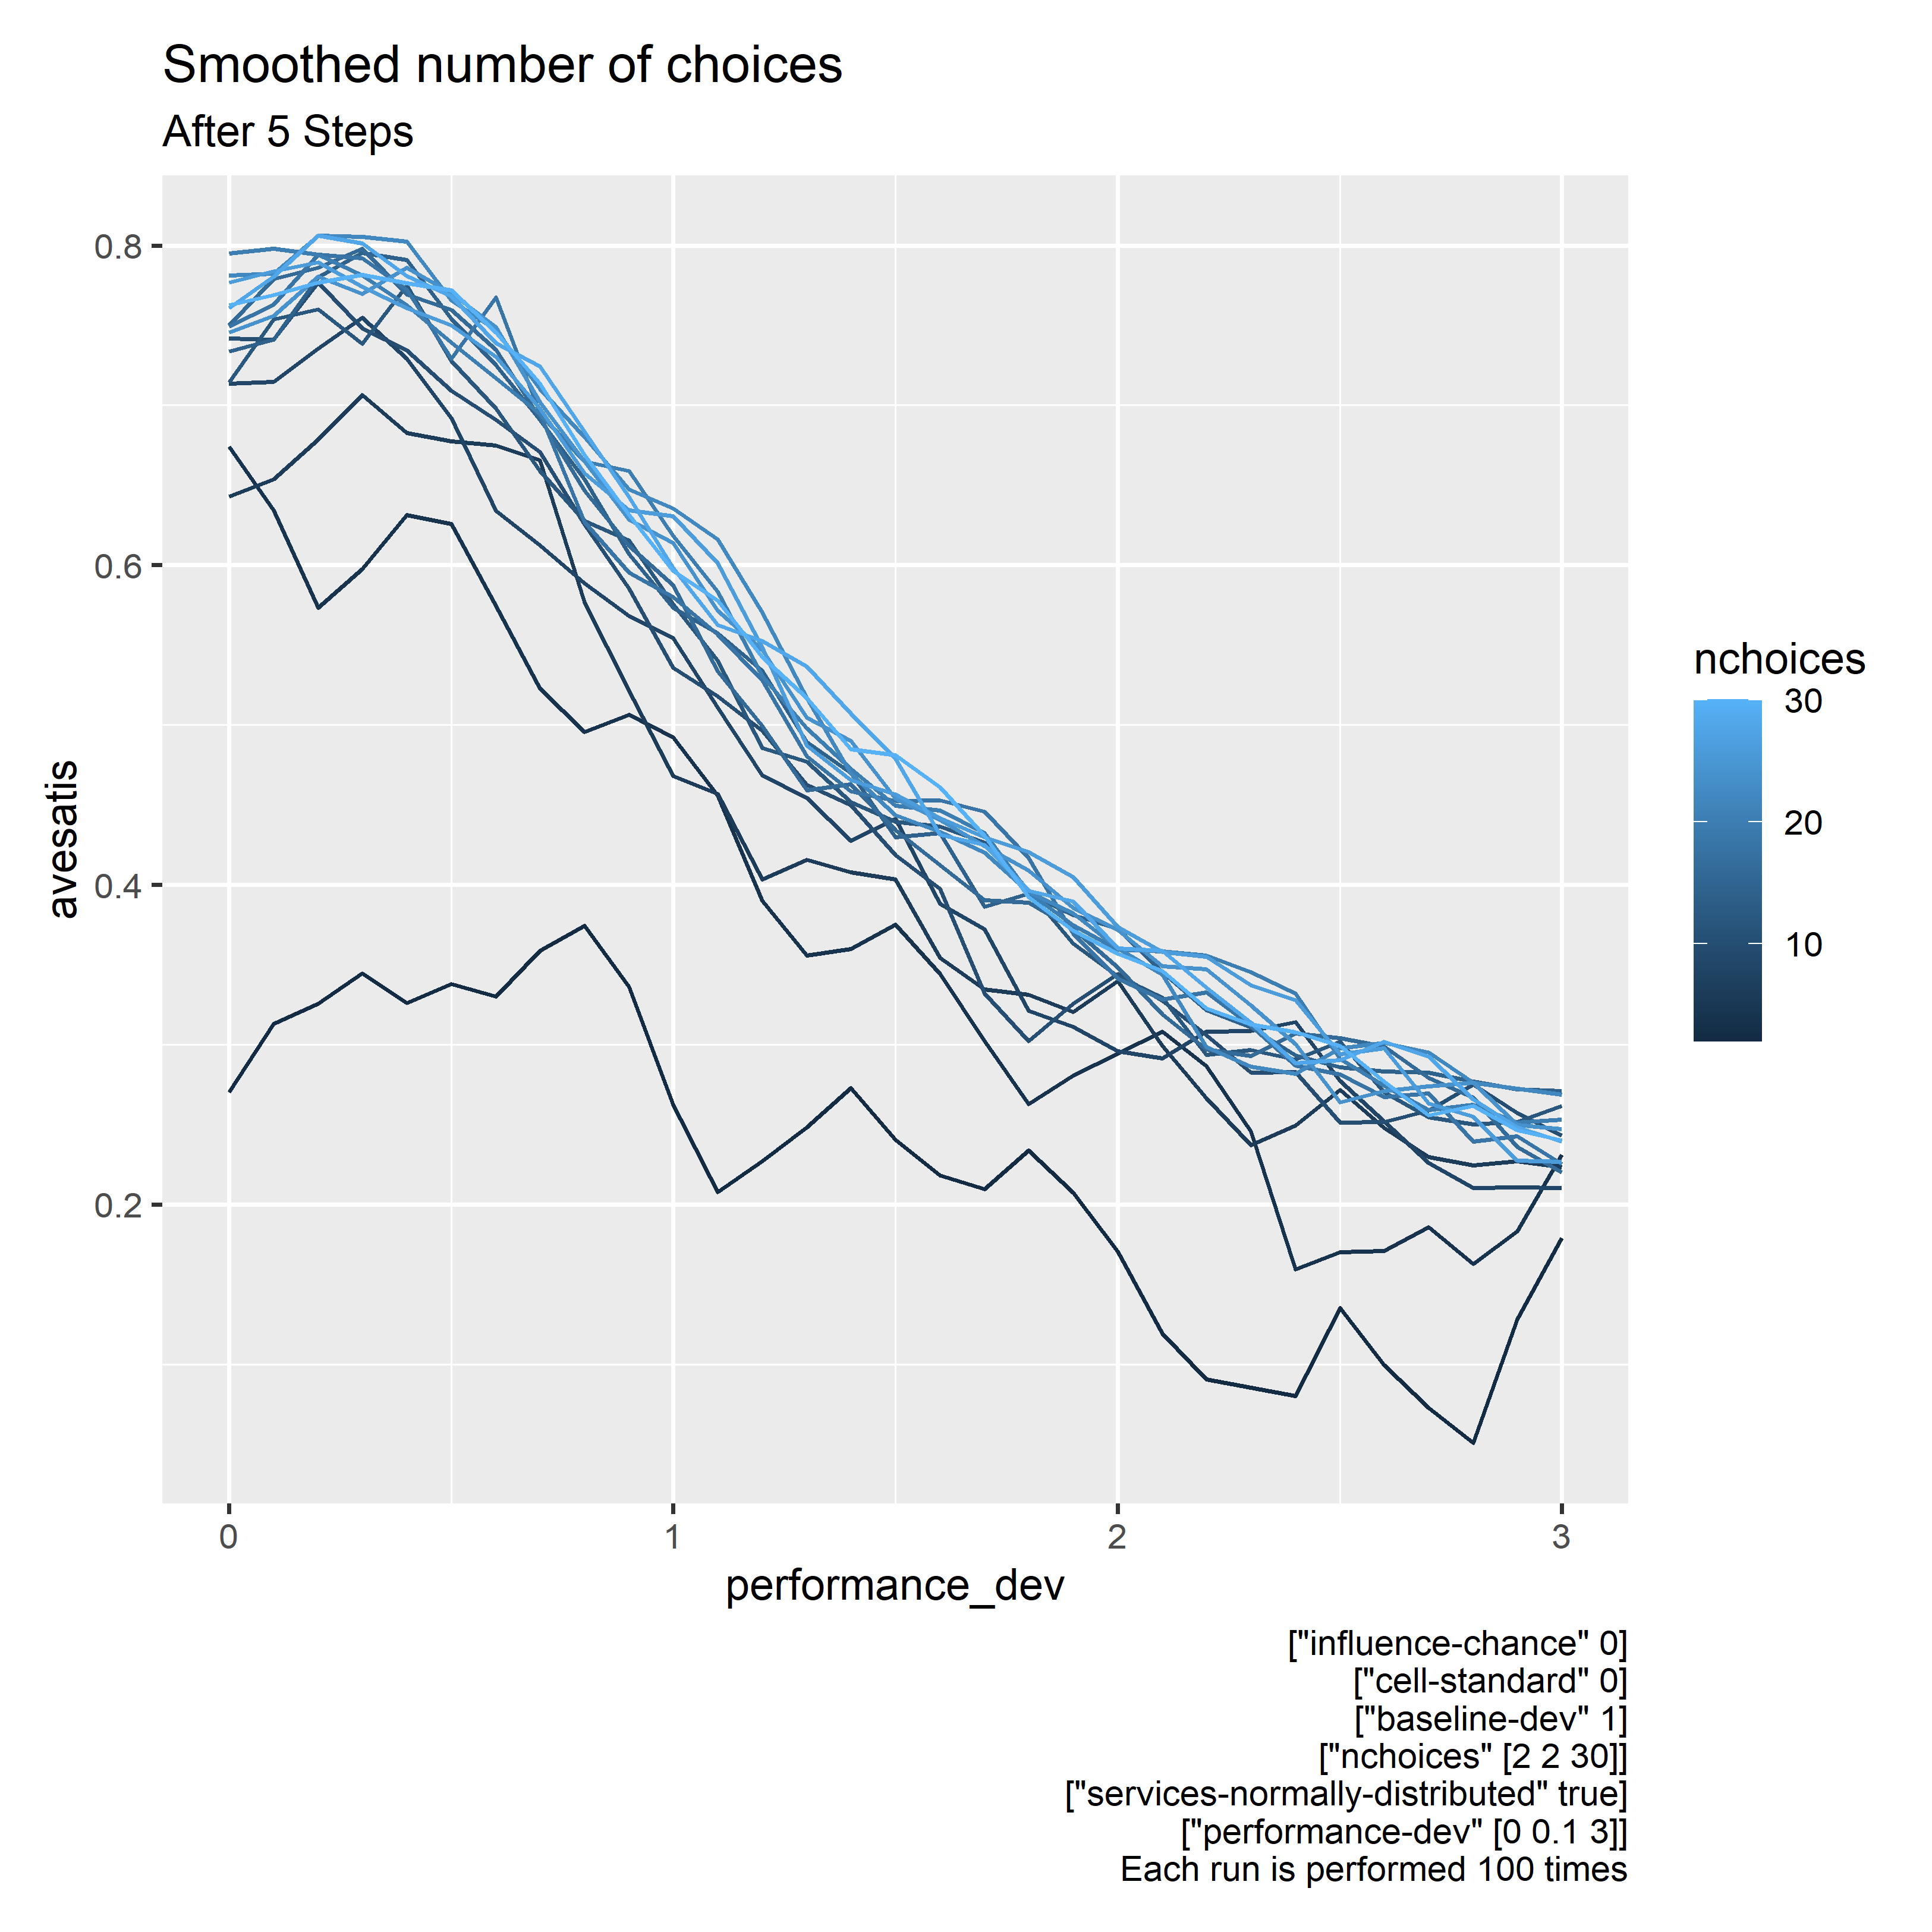 Smoothed number of choices
After 5 Steps
0.8
0.6
0.4
0.2
avesatis
0 1 2 3
performance_dev
nchoices
30
20
10
["influence-chance" 0]
["cell-standard" 0]
["baseline-dev" 1]
["nchoices" [2 2 30]]
["services-normally-distributed" true]
["performance-dev" [0 0.1 3]]
Each run is performed 100 times